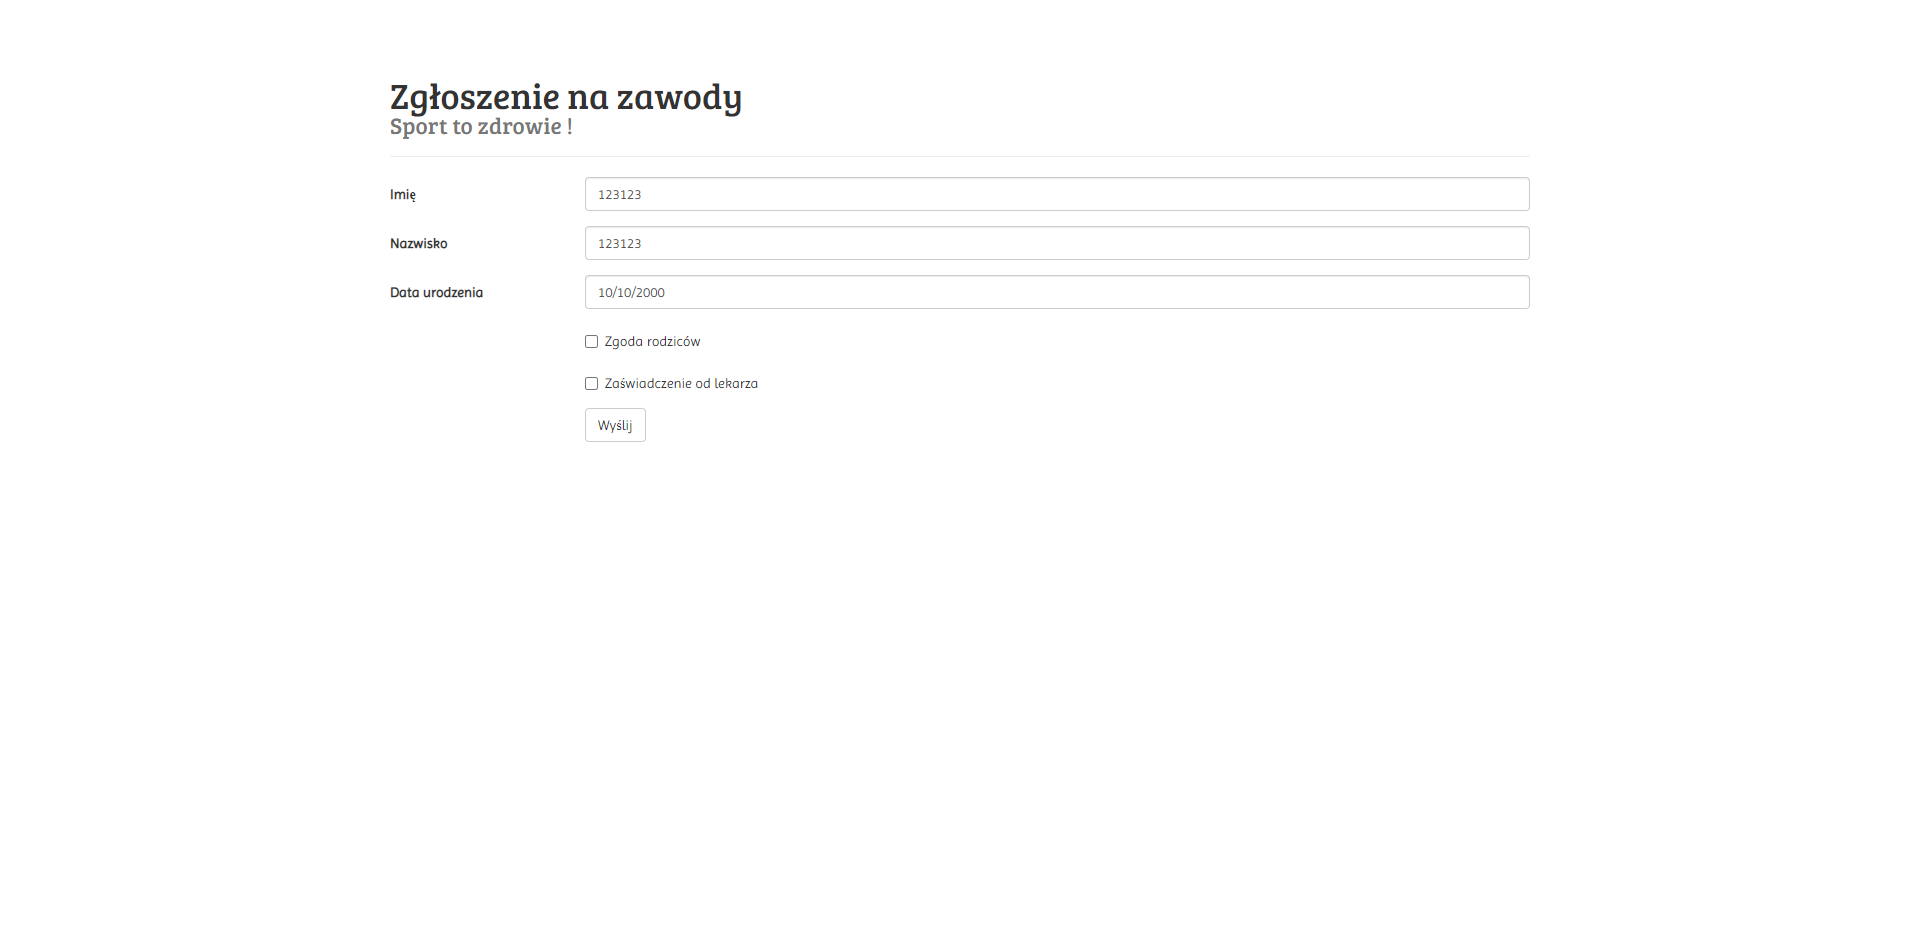 Zgłoszenie na zawody
Sport to zdrowie !
Imię
123123
Nazwisko
123123
Data urodzenia
10/10/2000
Zgoda rodziców
Zaświadczenie od lekarza
Wyślij